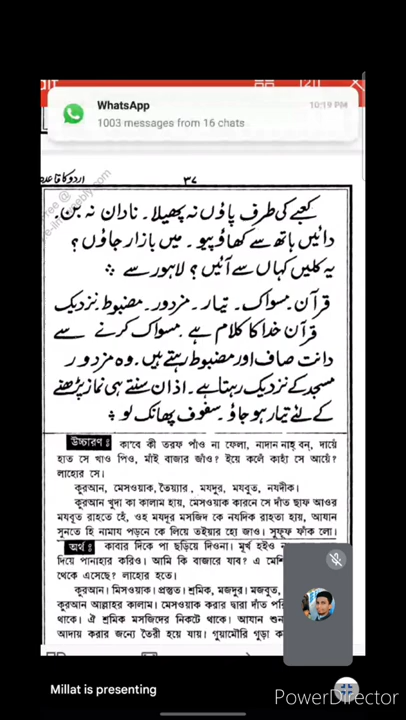 WhatsApp
10:19 PM
1003 messages from 16 chats
اردو کا قاعدہ
۳۷
کعبے کی طرف پاؤں نہ پھیلا۔ نادان نہ بن۔
دائیں ہاتھ سے کھاؤ پیو۔ میں بازار جاؤں؟
یہ کلیں کہاں سے آئیں؟ لاہور سے
قرآن۔ مسواک۔ تیار۔ مزدور۔ مضبوط۔ نزدیک
قرآن خدا کا کلام ہے۔ مسواک کرنے سے
دانت صاف اور مضبوط رہتے ہیں۔ وہ مزدور
مسجد کے نزدیک رہتا ہے۔ اذان سنتے ہی نماز پڑھنے
کے لئے تیار ہو جاؤ۔ سفوف پھانک لو
উচ্চারণ : কা'বে কী তরফ পাঁও না ফেলা, নাদান নাহ্ বন্, দায়েঁ
হাত সে খাও পিও, মাঁই বাজার জাঁও? ইয়ে কলেঁ কাহাঁ সে আয়েঁ?
লাহোর সে।
কুরআন, মেসওয়াক, তৈয়্যার, মযদুর, মযবুত, নযদীক।
কুরআন খুদা কা কালাম হায়, মেসওয়াক কারনে সে দাঁত ছাফ আওর
মযবুত রাহতে হেঁ, ওহ মযদুর মসজিদ কে নযদিক রাহতা হায়, আযান
সুনতে হি নামায পড়নে কে লিয়ে তইয়ার হো জাও। সুফুফ ফাঁক লো।
অর্থ : কাবার দিকে পা ছড়িয়ে দিওনা। মূর্খ হইও
দিয়ে পানাহার করিও। আমি কি বাজারে যাব? এ
থেকে এসেছে? লাহোর হতে।
কুরআন। মিসওয়াক। প্রস্তুত। শ্রমিক, মজদুর। মজবুত,
কুরআন আল্লাহর কালাম। মেসওয়াক করার দ্বারা দাঁত
থাকে। ঐ শ্রমিক মসজিদের নিকটে থাকে। আযান
আদায় করার জন্যে তৈরী হয়ে যায়। গুয়ামৌরি গুড়া
Millat is presenting
PowerDirector